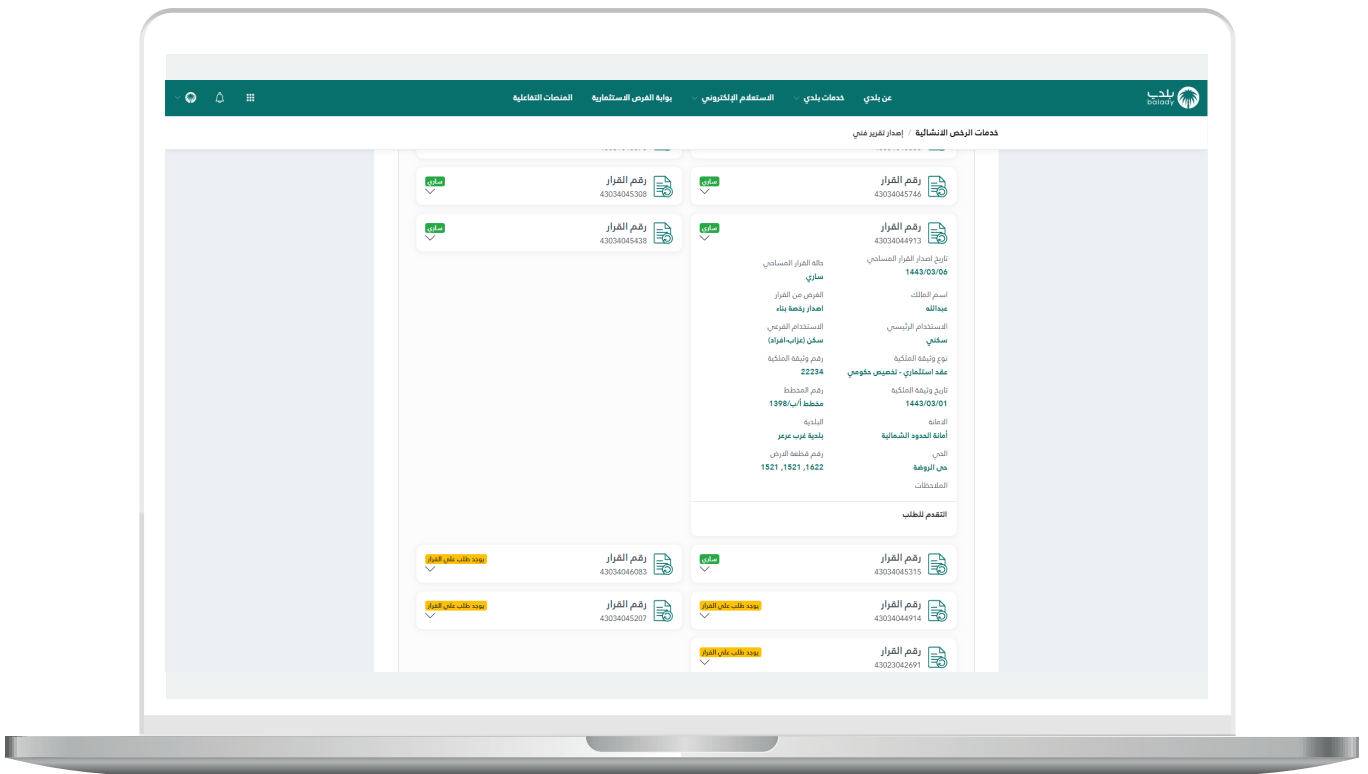 بلدي
balady
عن بلدي
خدمات بلدي
الاستعلام الإلكتروني
بوابة الفرص الاستثمارية
المنصات التفاعلية
خدمات الرخص الانشائية / إصدار تقرير فني
رقم القرار
43034045746
ساري
رقم القرار
43034045308
ساري
رقم القرار
43034044913
ساري
رقم القرار
43034045438
ساري
تاريخ اصدار القرار المساحي
1443/03/06
حالة القرار المساحي
ساري
اسم المالك
عبدالله
الغرض من القرار
اصدار رخصة بناء
الاستخدام الرئيسي
سكني
الاستخدام الفرعي
سكن (عزاب-افراد)
نوع وثيقة الملكية
عقد استثماري - تخصيص حكومي
رقم وثيقة الملكية
22234
تاريخ وثيقة الملكية
1443/03/01
رقم المخطط
مخطط أ/ب/1398
الامانة
أمانة الحدود الشمالية
البلدية
بلدية غرب عرعر
الحي
حى الروضة
رقم قطعة الارض
1622, 1521, 1521
الملاحظات
التقدم للطلب
رقم القرار
43034045315
ساري
رقم القرار
43034046083
يوجد طلب على القرار
رقم القرار
43034044914
يوجد طلب على القرار
رقم القرار
43034045207
يوجد طلب على القرار
رقم القرار
43023042691
يوجد طلب على القرار